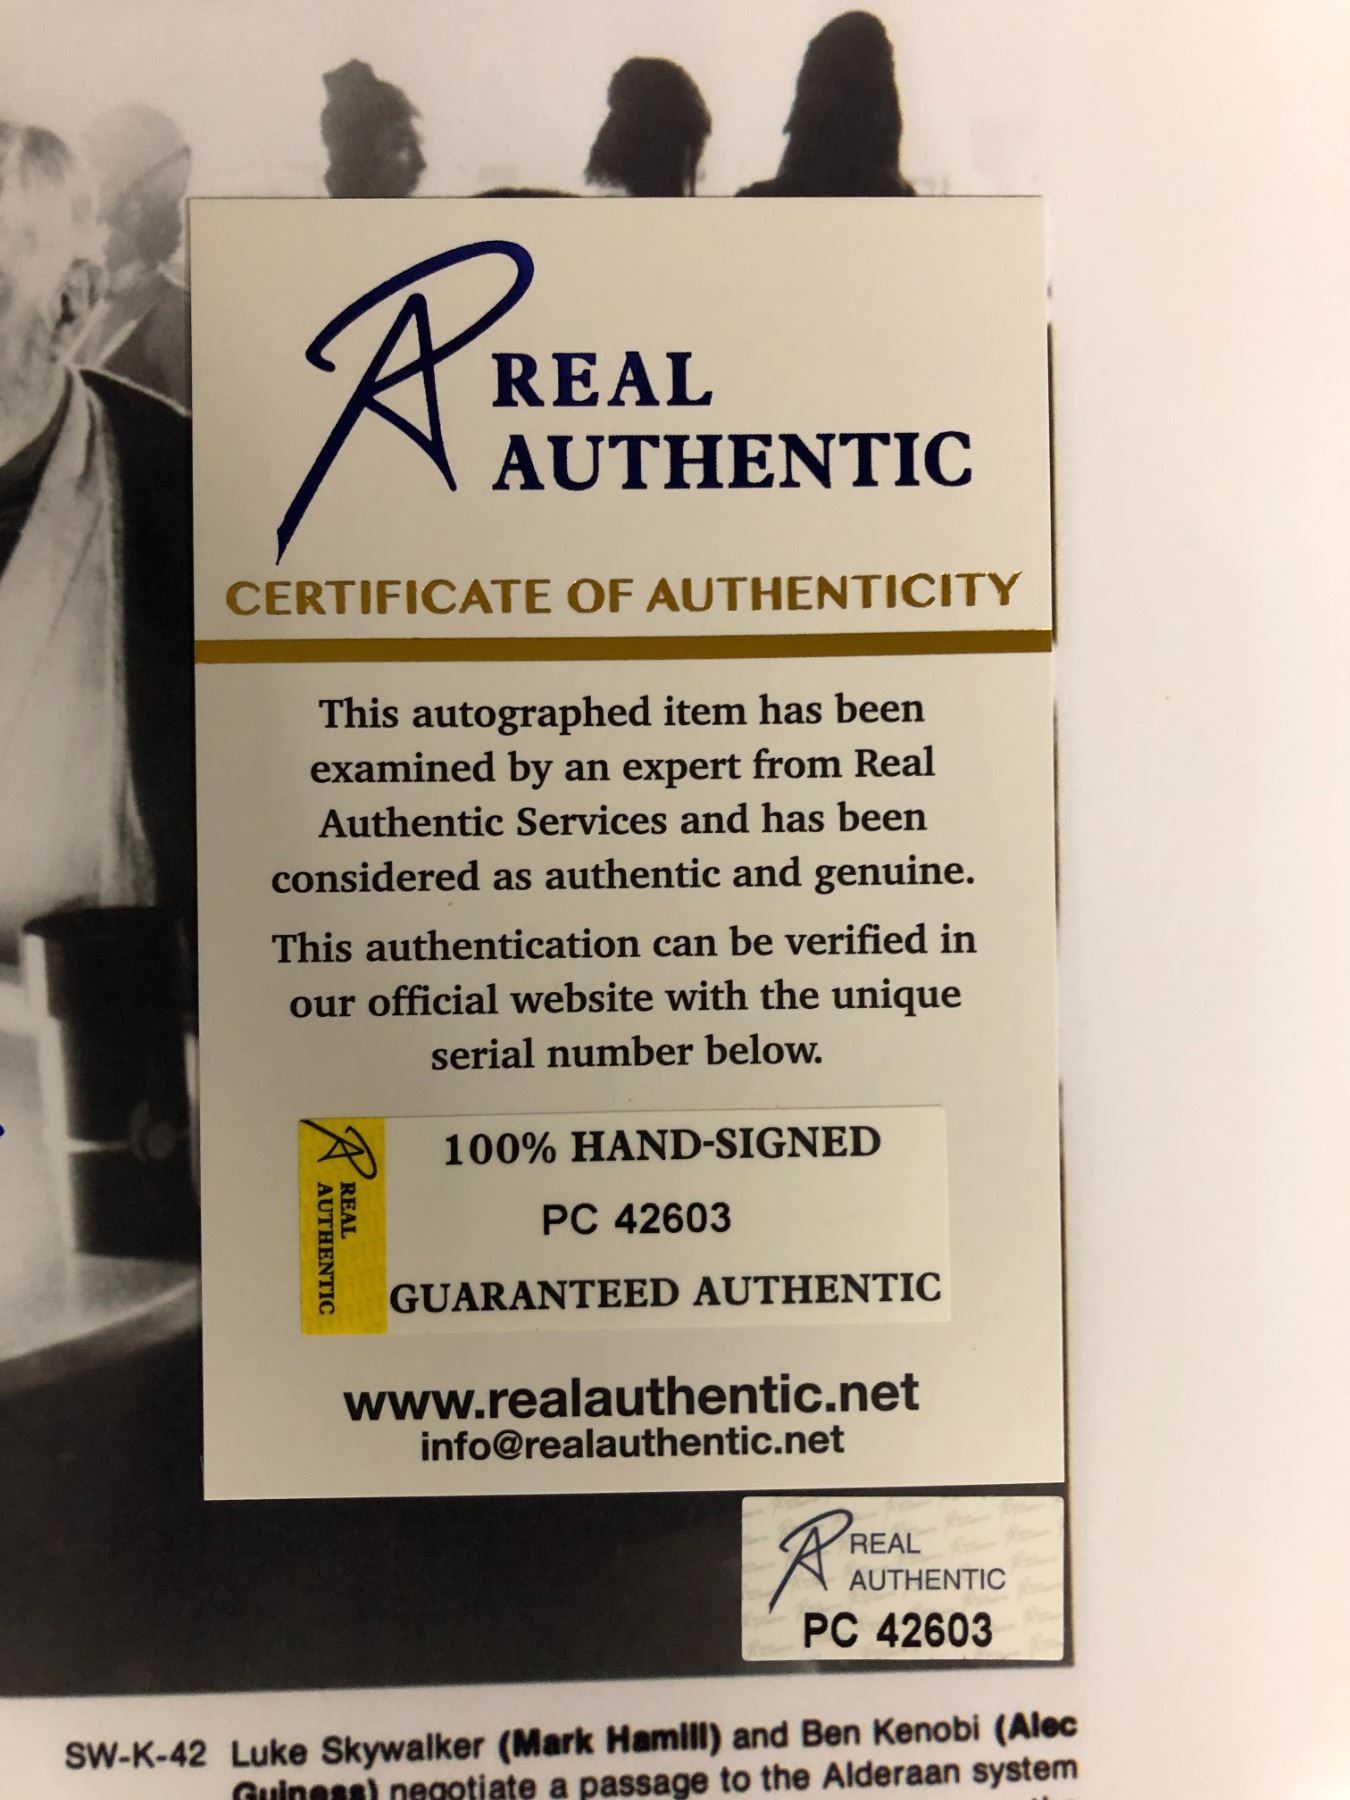 REAL
AUTHENTIC
CERTIFICATE OF AUTHENTICITY
This autographed item has been
examined by an expert from Real
Authentic Services and has been
considered as authentic and genuine.
This authentication can be verified in
our official website with the unique
serial number below.
REAL
AUTHENTIC
100% HAND-SIGNED
PC 42603
GUARANTEED AUTHENTIC
www.realauthentic.net
info@realauthentic.net
REAL
AUTHENTIC
PC 42603
SW-K-42 Luke Skywalker (Mark Hamill) and Ben Kenobi (Alec
Guiness) negotiate a passage to the Alderaan system